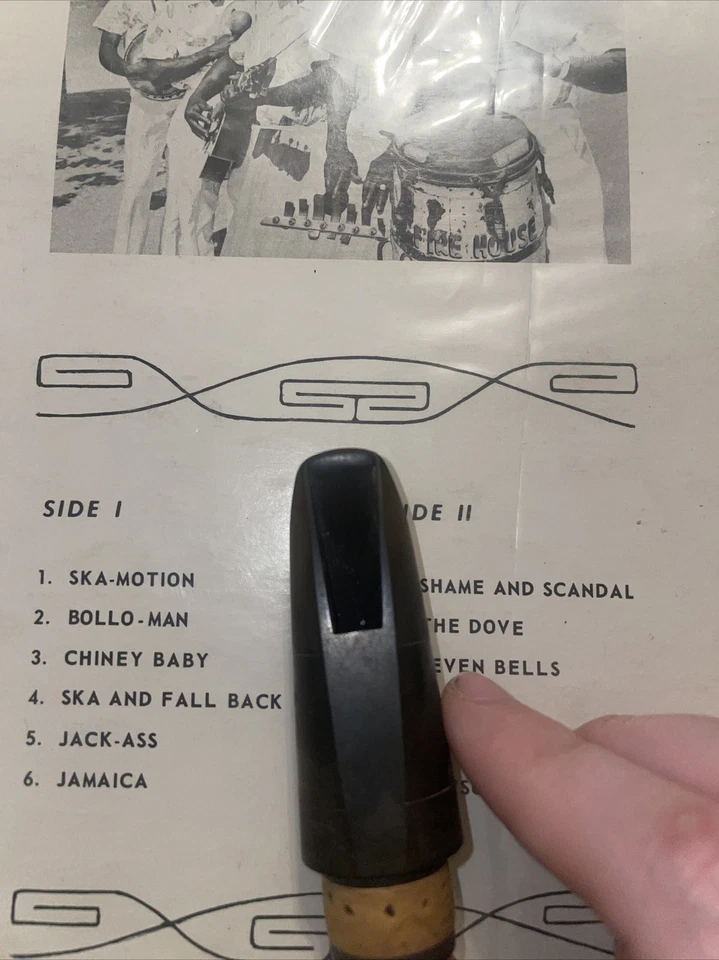 FIRE HOUSE
SIDE I
1. SKA-MOTION
2. BOLLO-MAN
3. CHINEY BABY
4. SKA AND FALL BACK
5. JACK-ASS
6. JAMAICA
IDE II
SHAME AND SCANDAL
THE DOVE
EVEN BELLS